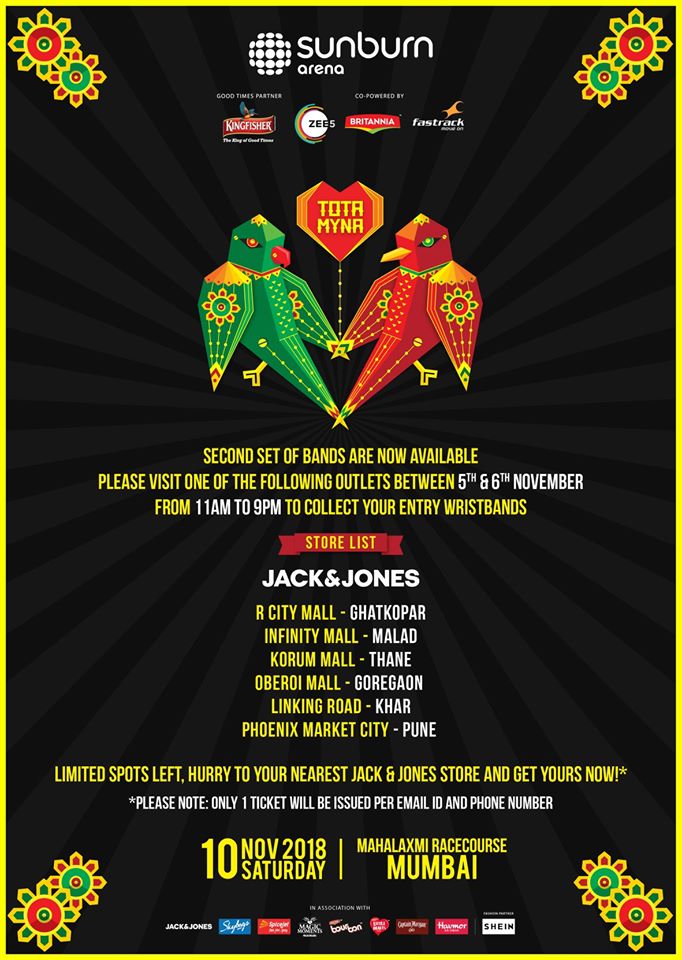 sunburn
arena
GOOD TIMES PARTNER
CO-POWERED BY
KINGFISHER
The King of Good Times
ZEE5
BRITANNIA
fastrack
MOVE ON
TOTA
MYNA
SECOND SET OF BANDS ARE NOW AVAILABLE
PLEASE VISIT ONE OF THE FOLLOWING OUTLETS BETWEEN 5TH & 6TH NOVEMBER
FROM 11AM TO 9PM TO COLLECT YOUR ENTRY WRISTBANDS
STORE LIST
JACK&JONES
R CITY MALL - GHATKOPAR
INFINITY MALL - MALAD
KORUM MALL - THANE
OBEROI MALL - GOREGAON
LINKING ROAD - KHAR
PHOENIX MARKET CITY - PUNE
LIMITED SPOTS LEFT, HURRY TO YOUR NEAREST JACK & JONES STORE AND GET YOURS NOW!*
*PLEASE NOTE: ONLY 1 TICKET WILL BE ISSUED PER EMAIL ID AND PHONE NUMBER
10 NOV 2018 SATURDAY
MAHALAXMI RACECOURSE
MUMBAI
IN ASSOCIATION WITH
FASHION PARTNER
JACK&JONES
Skybags
Spicejet
MAGIC MOMENTS
bourbon
Captain Morgan
Havmor
SHEIN